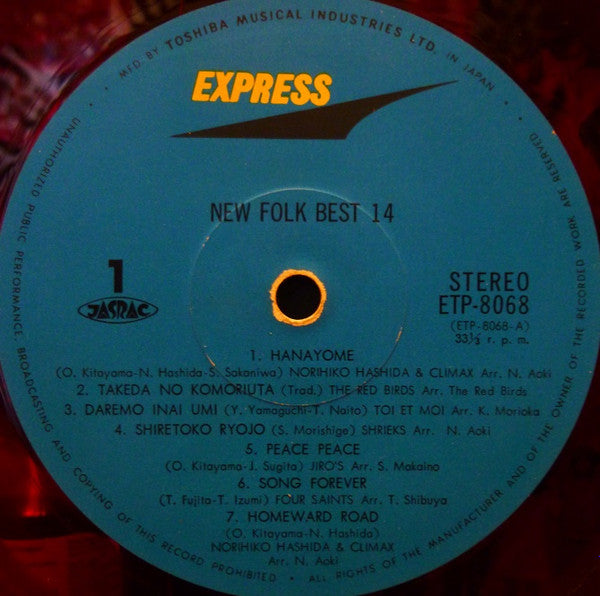 MFD. BY TOSHIBA MUSICAL INDUSTRIES LTD. IN JAPAN
EXPRESS
NEW FOLK BEST 14
1
JASRAC
STEREO
ETP-8068
(ETP-8068-A)
33⅓ r. p. m.
1. HANAYOME
(O. Kitayama-N. Hashida-S. Sakaniwa) NORIHIKO HASHIDA & CLIMAX Arr. N. Aoki
2. TAKEDA NO KOMORIUTA (Trad.) THE RED BIRDS Arr. The Red Birds
3. DAREMO INAI UMI (Y. Yamaguchi-T. Naito) TOI ET MOI Arr. K. Morioka
4. SHIRETOKO RYOJO (S. Morishige) SHRIEKS Arr. N. Aoki
5. PEACE PEACE
(O. Kitayama-J. Sugita) JIRO'S Arr. S. Makaino
6. SONG FOREVER
(T. Fujita-T. Izumi) FOUR SAINTS Arr. T. Shibuya
7. HOMEWARD ROAD
(O. Kitayama-N. Hashida)
NORIHIKO HASHIDA & CLIMAX
Arr. N. Aoki
UNAUTHORIZED PUBLIC PERFORMANCE, BROADCASTING AND COPYING OF THIS RECORD PROHIBITED • ALL RIGHTS OF THE MANUFACTURER AND OF THE OWNER OF THE RECORDED WORK ARE RESERVED